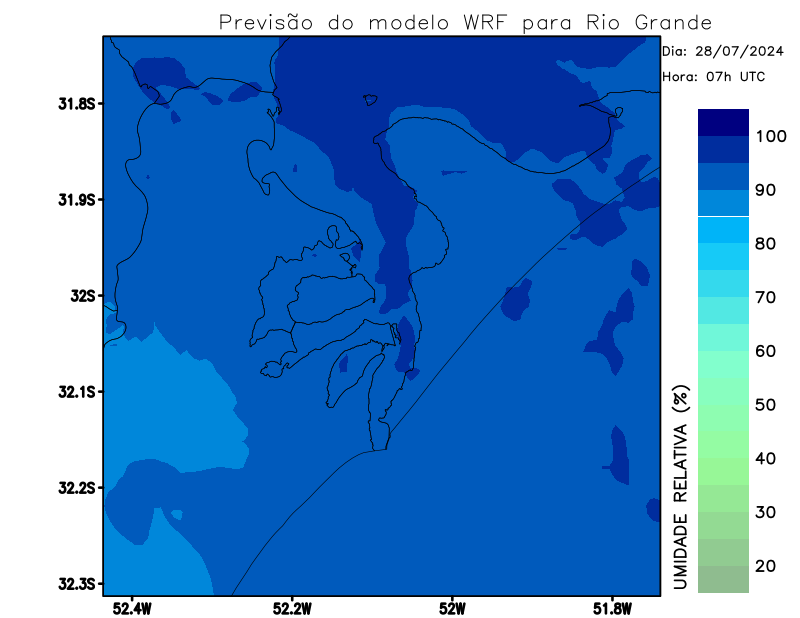 Previsão do modelo WRF para Rio Grande
Dia: 28/07/2024
Hora: 07h UTC
31.8S
31.9S
32S
32.1S
32.2S
32.3S
52.4W
52.2W
52W
51.8W
100
90
80
70
60
50
40
30
20
UMIDADE RELATIVA (%)